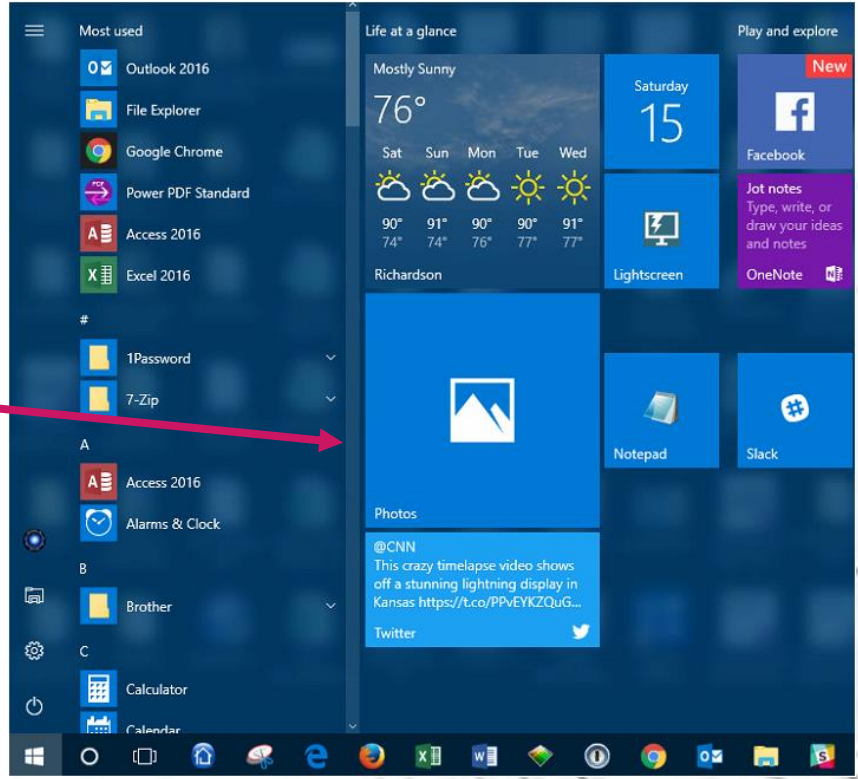 Most used
Outlook 2016
File Explorer
Google Chrome
Power PDF Standard
Access 2016
Excel 2016
#
1Password
7-Zip
A
Access 2016
Alarms & Clock
B
Brother
C
Calculator
Calendar
Life at a glance
Mostly Sunny
76°
Sat Sun Mon Tue Wed
90° 91° 90° 90° 91°
74° 74° 76° 77° 77°
Richardson
Saturday
15
Lightscreen
Photos
Notepad
@CNN
This crazy timelapse video shows
off a stunning lightning display in
Kansas https://t.co/PPvEYKZQuG...
Twitter
Play and explore
New
Facebook
Jot notes
Type, write, or
draw your ideas
and notes
OneNote
Slack